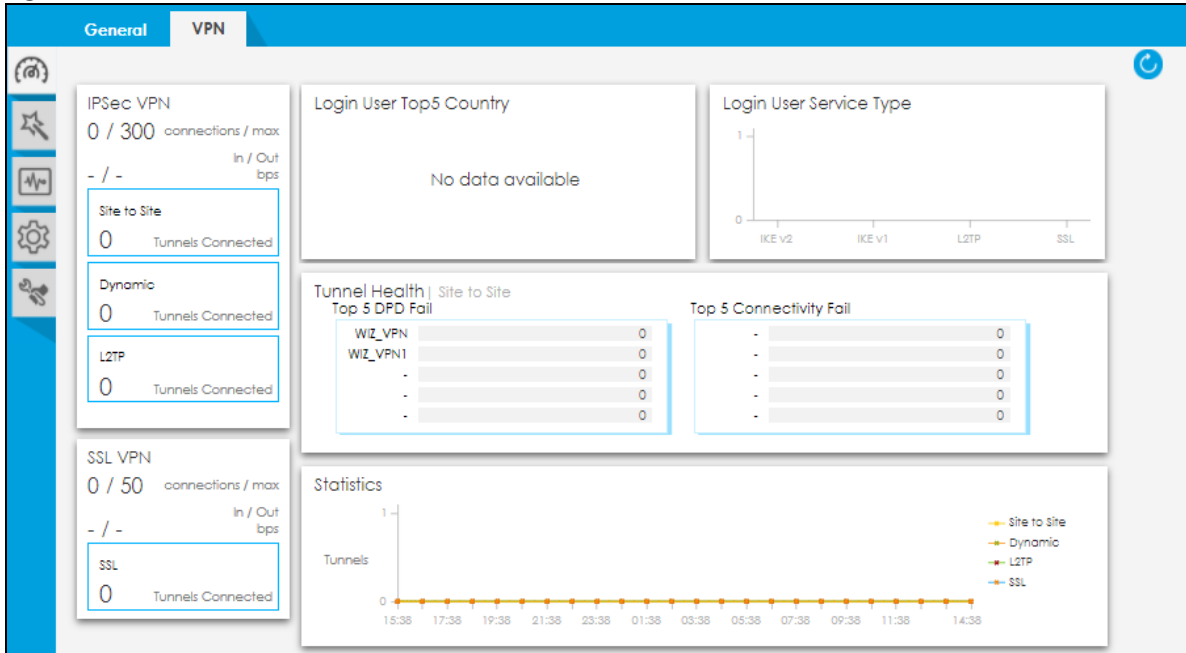 General VPN
IPSec VPN
0 / 300 connections / max
In / Out
- / - bps
Site to Site
0 Tunnels Connected
Dynamic
0 Tunnels Connected
L2TP
0 Tunnels Connected
SSL VPN
0 / 50 connections / max
In / Out
- / - bps
SSL
0 Tunnels Connected
Login User Top5 Country
No data available
Login User Service Type
1
0
IKE v2 IKE v1 L2TP SSL
Tunnel Health | Site to Site
Top 5 DPD Fail
WIZ_VPN 0
WIZ_VPN1 0
- 0
- 0
- 0
Top 5 Connectivity Fail
- 0
- 0
- 0
- 0
- 0
Statistics
1
Tunnels
0
15:38 17:38 19:38 21:38 23:38 01:38 03:38 05:38 07:38 09:38 11:38 14:38
Site to Site
Dynamic
L2TP
SSL